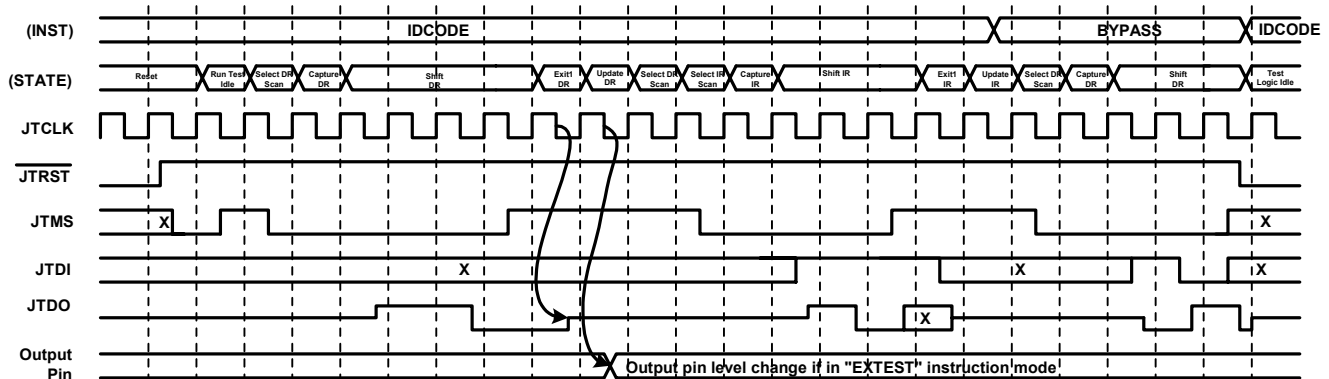 (INST)
IDCODE
BYPASS
IDCODE
(STATE)
Reset
Run Test
Idle
Select DR
Scan
Capture
DR
Shift
DR
Exit1
DR
Update
DR
Select DR
Scan
Select IR
Scan
Capture
IR
Shift IR
Exit1
IR
Update
IR
Select DR
Scan
Capture
DR
Shift
DR
Test
Logic Idle
JTCLK
JTRST
JTMS
X
X
JTDI
X
X
X
JTDO
X
Output
Pin
Output pin level change if in "EXTEST" instruction mode